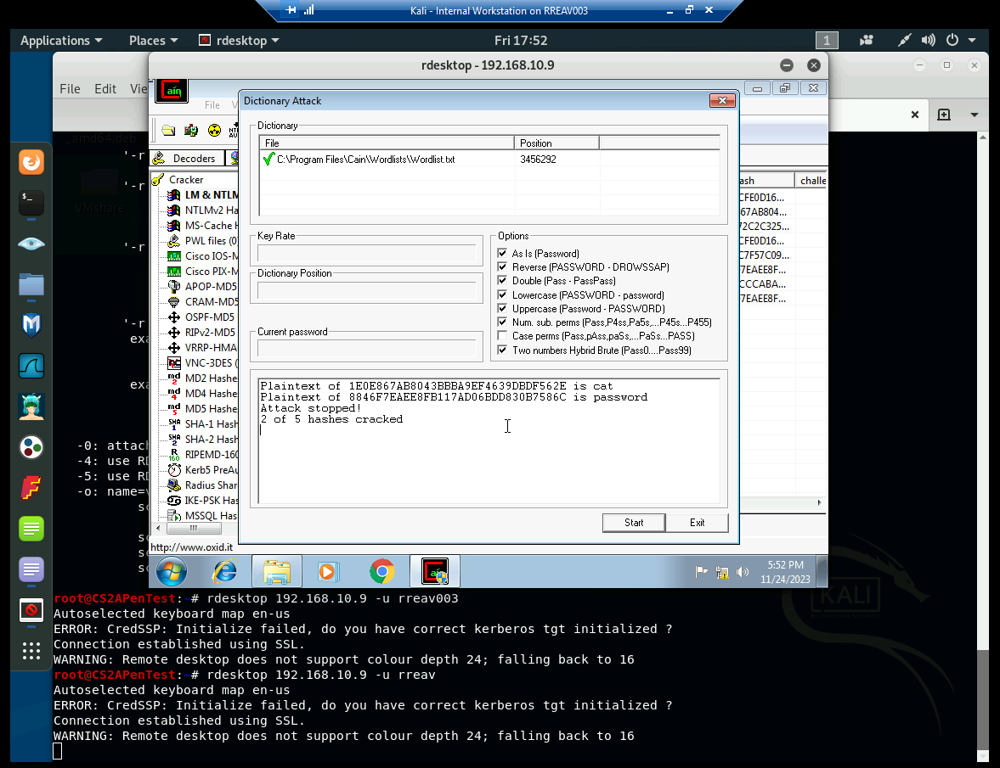 Kali - Internal Workstation on RREAV003
Applications Places rdesktop Fri 17:52 1
rdesktop - 192.168.10.9
File Edit Vie
Cain
File V
Dictionary Attack
_amd64.deb
VMshare
'-r
'-r
'-r
'-r
exa
exa
-0: attach
-4: use RD
-5: use RD
-o: name=v
sc
sc
sc
sc
Decoders
Cracker
LM & NTLM
NTLMv2 Ha
MS-Cache H
PWL files (0)
Cisco IOS-M
Cisco PIX-M
APOP-MD5
CRAM-MD5
OSPF-MD5
RIPv2-MD5
VRRP-HMA
VNC-3DES (
MD2 Hashe
MD4 Hashe
MD5 Hashe
SHA-1 Hash
SHA-2 Hash
RIPEMD-160
Kerb5 PreAu
Radius Shar
IKE-PSK Has
MSSQL Has
http://www.oxid.it
Dictionary
File Position
C:\Program Files\Cain\Wordlists\Wordlist.txt 3456292
Key Rate
Dictionary Position
Current password
Options
As Is (Password)
Reverse (PASSWORD - DROWSSAP)
Double (Pass - PassPass)
Lowercase (PASSWORD - password)
Uppercase (Password - PASSWORD)
Num. sub. perms (Pass,P4ss,Pa5s,...P45s...P455)
Case perms (Pass,pAss,paSs,...PaSs...PASS)
Two numbers Hybrid Brute (Pass0....Pass99)
Plaintext of 1E0E867AB8043BBBA9EF4639DBDF562E is cat
Plaintext of 8846F7EAEE8FB117AD06BDD830B7586C is password
Attack stopped!
2 of 5 hashes cracked
Start Exit
ash challe
CFE0D16...
67AB804...
72C2C325...
CFE0D16...
C7F57C09...
7EAEE8F...
CCCABA...
7EAEE8F...
5:52 PM
11/24/2023
KALI
root@CS2APenTest:~# rdesktop 192.168.10.9 -u rreav003
Autoselected keyboard map en-us
ERROR: CredSSP: Initialize failed, do you have correct kerberos tgt initialized ?
Connection established using SSL.
WARNING: Remote desktop does not support colour depth 24; falling back to 16
root@CS2APenTest:~# rdesktop 192.168.10.9 -u rreav
Autoselected keyboard map en-us
ERROR: CredSSP: Initialize failed, do you have correct kerberos tgt initialized ?
Connection established using SSL.
WARNING: Remote desktop does not support colour depth 24; falling back to 16